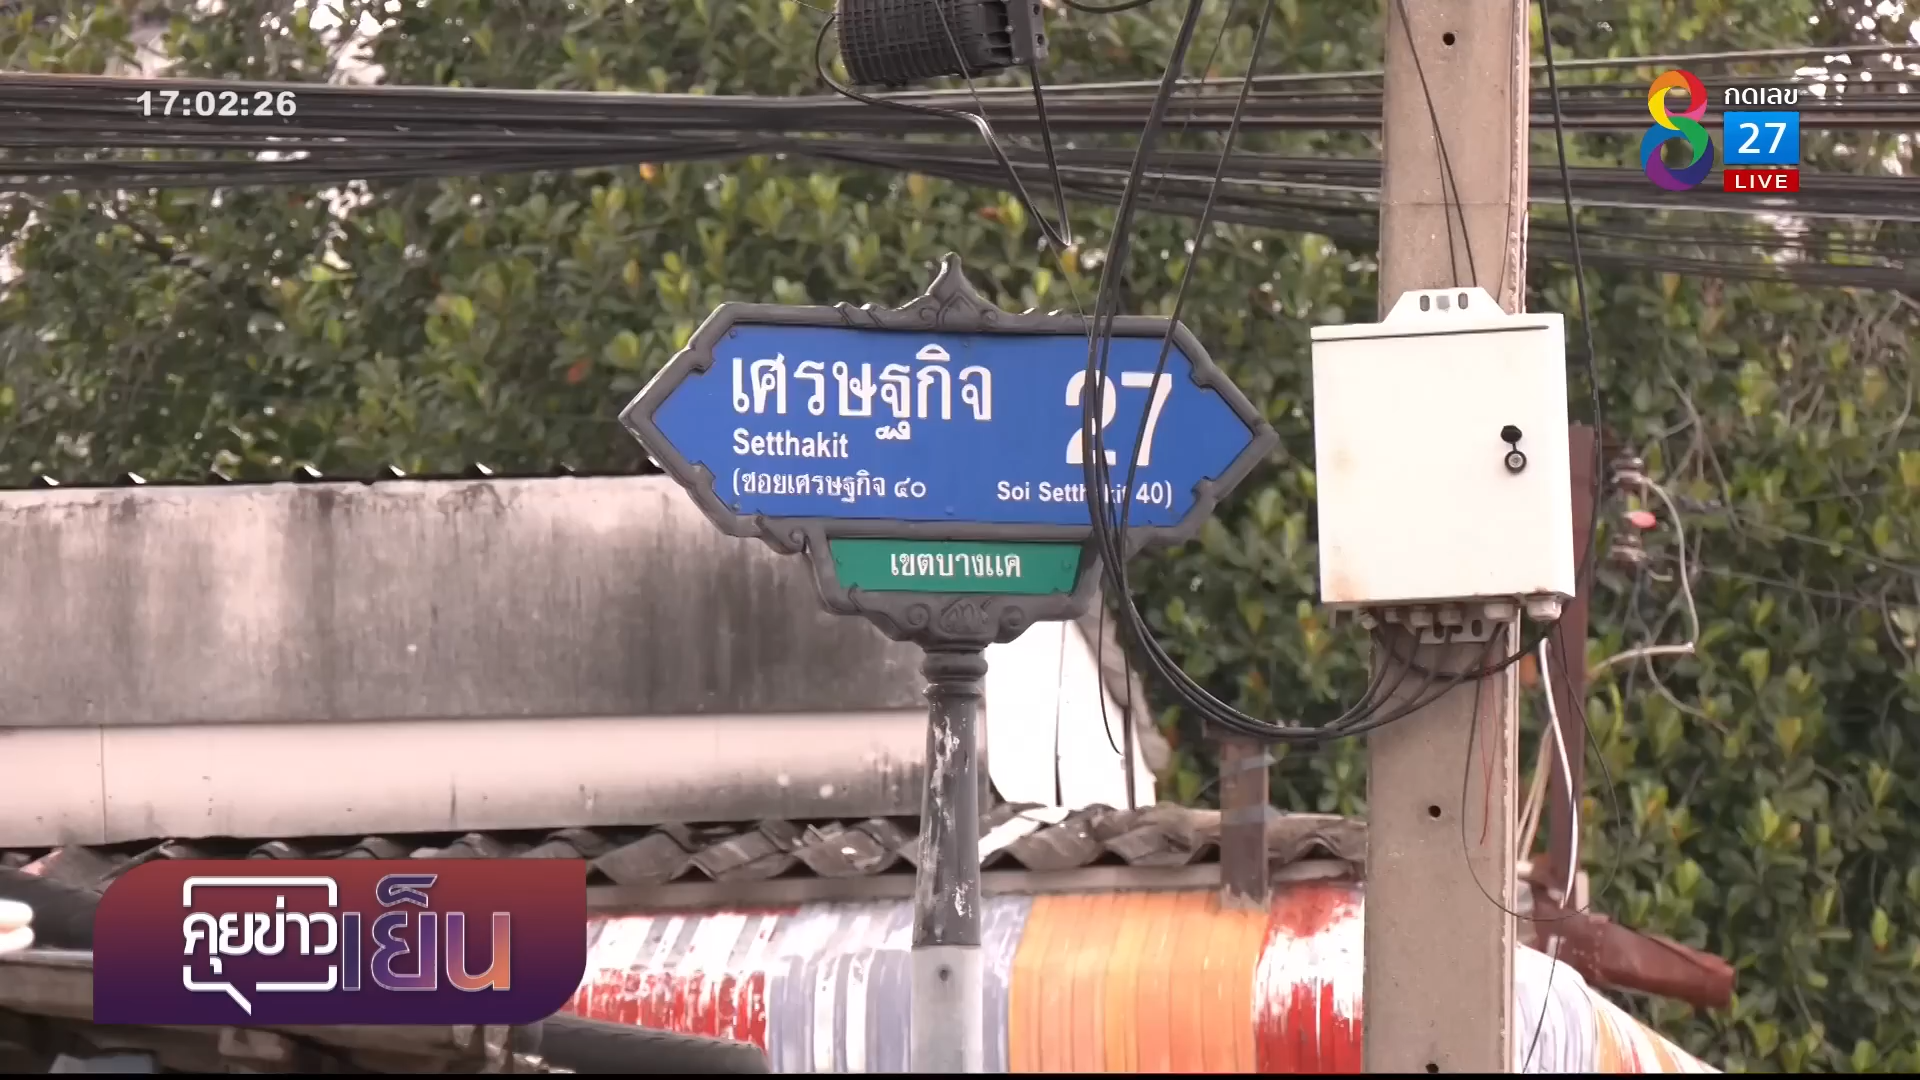 17:02:26
กดเลข
27
LIVE
เศรษฐกิจ 27
Setthakit
(ซอยเศรษฐกิจ ๔๐ Soi Setthakit 40)
เขตบางแค
คุยข่าวเย็น